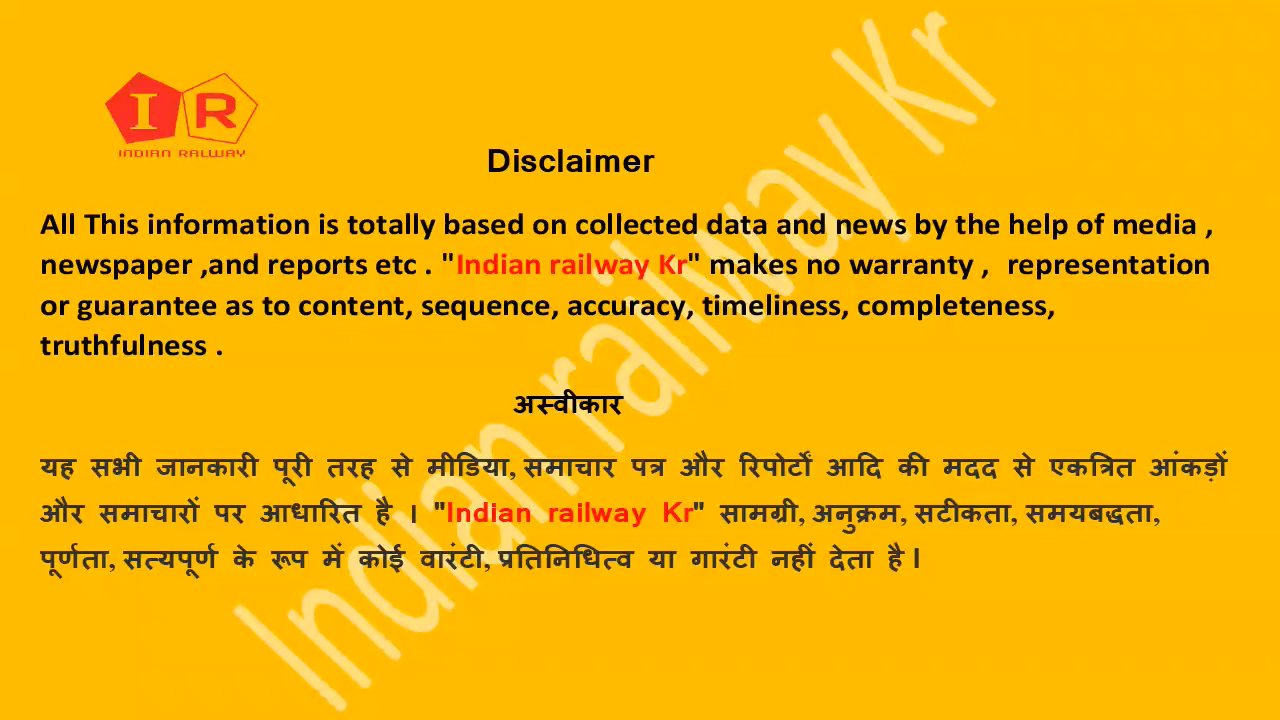 I R
INDIAN RALWAY
Disclaimer
All This information is totally based on collected data and news by the help of media ,
newspaper ,and reports etc . "Indian railway Kr" makes no warranty , representation
or guarantee as to content, sequence, accuracy, timeliness, completeness,
truthfulness .
अस्वीकार
यह सभी जानकारी पूरी तरह से मीडिया, समाचार पत्र और रिपोर्टों आदि की मदद से एकत्रित आंकड़ों
और समाचारों पर आधारित है । "Indian railway Kr" सामग्री, अनुक्रम, सटीकता, समयबद्धता,
पूर्णता, सत्यपूर्ण के रूप में कोई वारंटी, प्रतिनिधित्व या गारंटी नहीं देता है l
Indian railway Kr